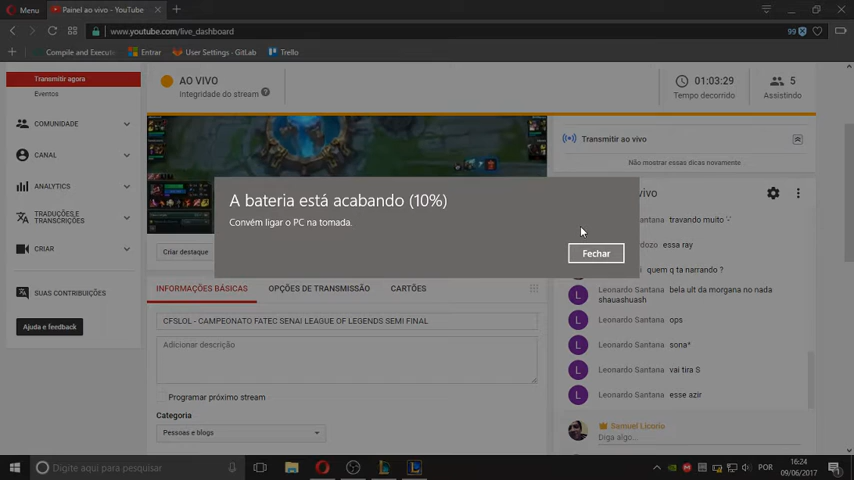 Menu
Painel ao vivo - YouTube
www.youtube.com/live_dashboard
99
Compile and Execute
Entrar
User Settings · GitLab
Trello
Transmitir agora
Eventos
COMUNIDADE
CANAL
ANALYTICS
TRADUÇÕES E
TRANSCRIÇÕES
CRIAR
SUAS CONTRIBUIÇÕES
Ajuda e feedback
AO VIVO
Integridade do stream
01:03:29
Tempo decorrido
5
Assistindo
Transmitir ao vivo
Não mostrar essas dicas novamente
A bateria está acabando (10%)
Convém ligar o PC na tomada.
Fechar
Criar destaque
INFORMAÇÕES BÁSICAS
OPÇÕES DE TRANSMISSÃO
CARTÕES
CFSLOL - CAMPEONATO FATEC SENAI LEAGUE OF LEGENDS SEMI FINAL
Adicionar descrição
Programar próximo stream
Categoria
Pessoas e blogs
vivo
Santana travando muito
essa ray
quem q ta narrando ?
Leonardo Santana bela ult da morgana no nada
shauashuash
Leonardo Santana ops
Leonardo Santana sona*
Leonardo Santana vai tira S
Leonardo Santana esse azir
Samuel Licorio
Diga algo...
Digite aqui para pesquisar
POR
16:24
09/06/2017